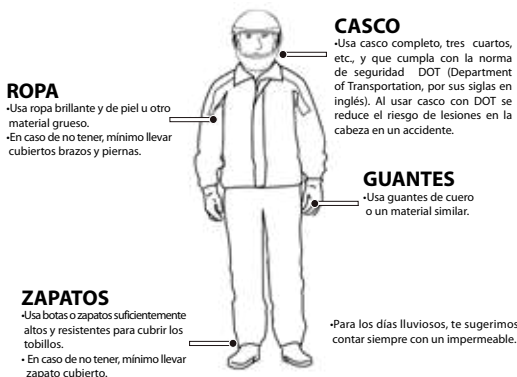 CASCO
•Usa casco completo, tres cuartos,
etc., y que cumpla con la norma
de seguridad DOT (Department
of Transportation, por sus siglas en
inglés). Al usar casco con DOT se
reduce el riesgo de lesiones en la
cabeza en un accidente.
ROPA
•Usa ropa brillante y de piel u otro
material grueso.
•En caso de no tener, mínimo llevar
cubiertos brazos y piernas.
GUANTES
•Usa guantes de cuero
o un material similar.
ZAPATOS
•Usa botas o zapatos suficientemente
altos y resistentes para cubrir los
tobillos.
• En caso de no tener, mínimo llevar
zapato cubierto.
•Para los días lluviosos, te sugerimos
contar siempre con un impermeable.